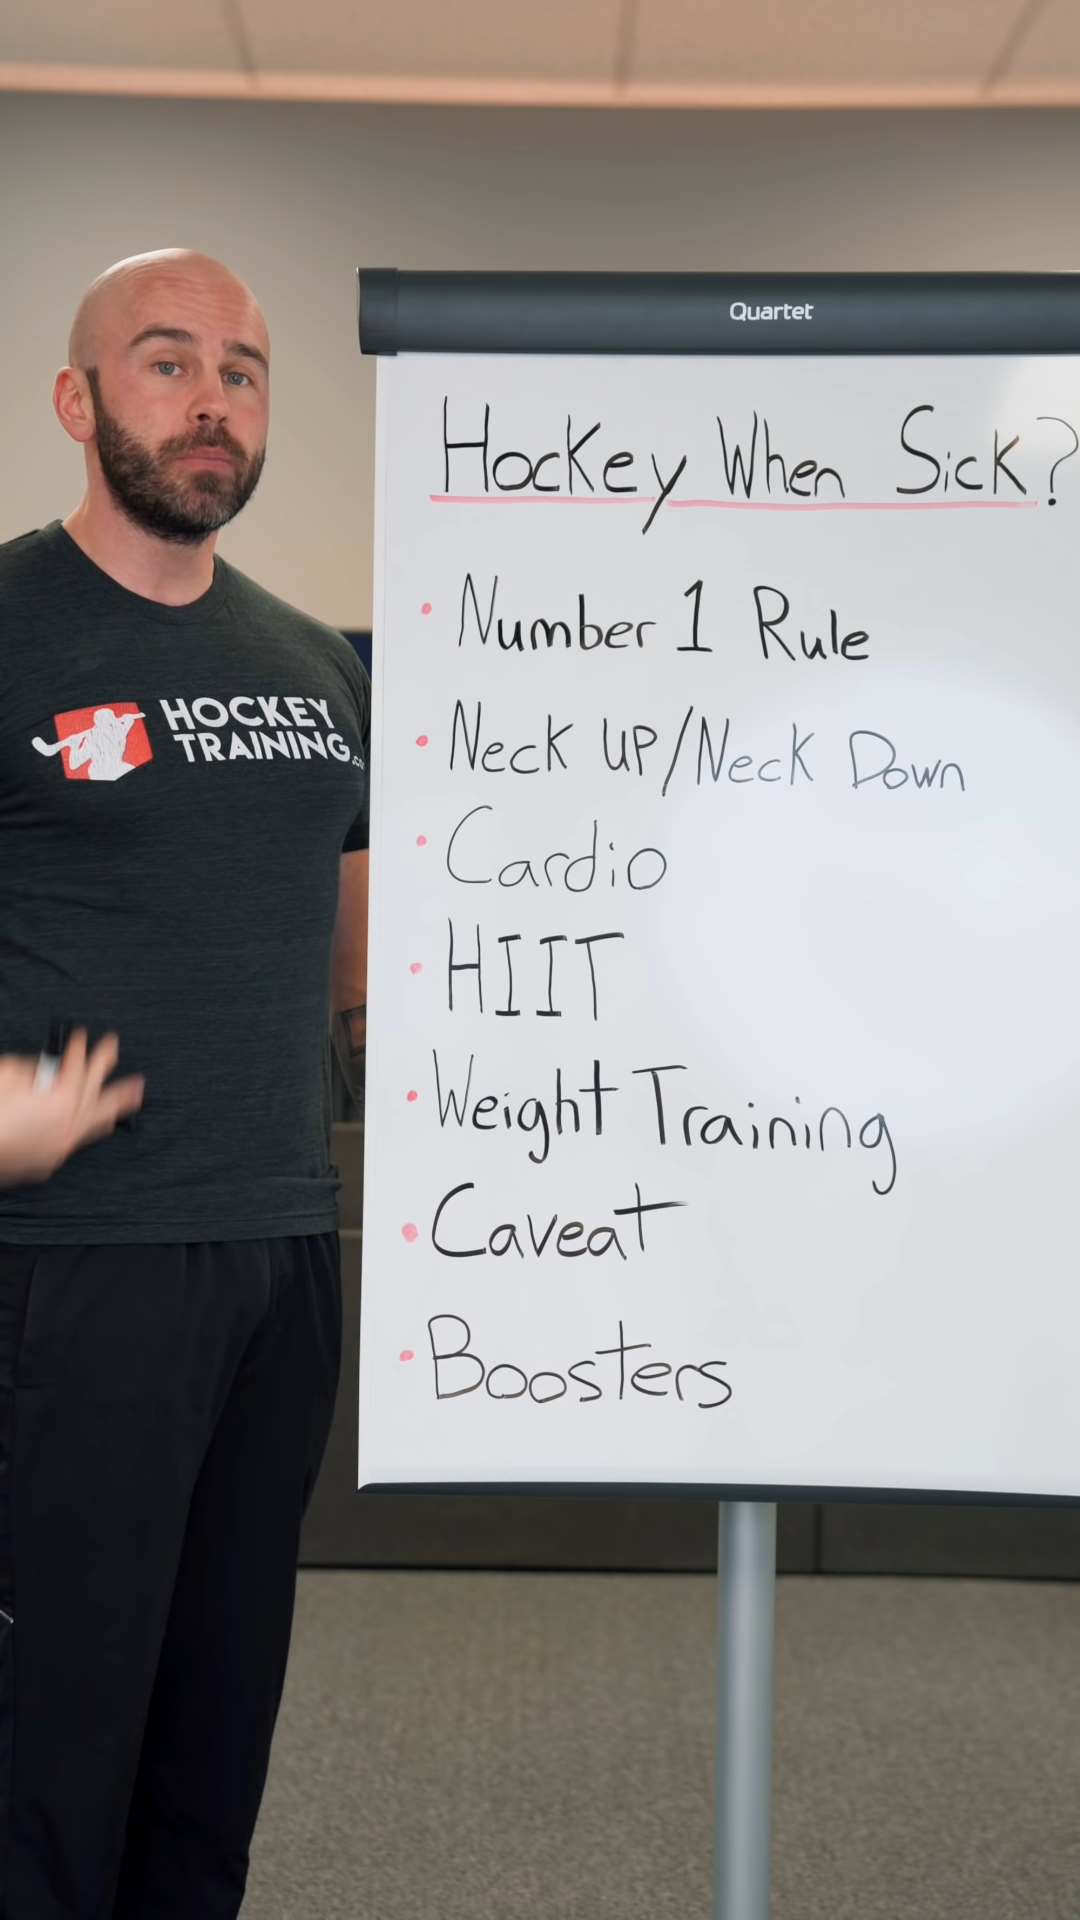 Quartet
Hockey When Sick?
• Number 1 Rule
• Neck UP/Neck Down
• Cardio
• HIIT
• Weight Training
• Caveat
• Boosters
HOCKEY
TRAINING.co